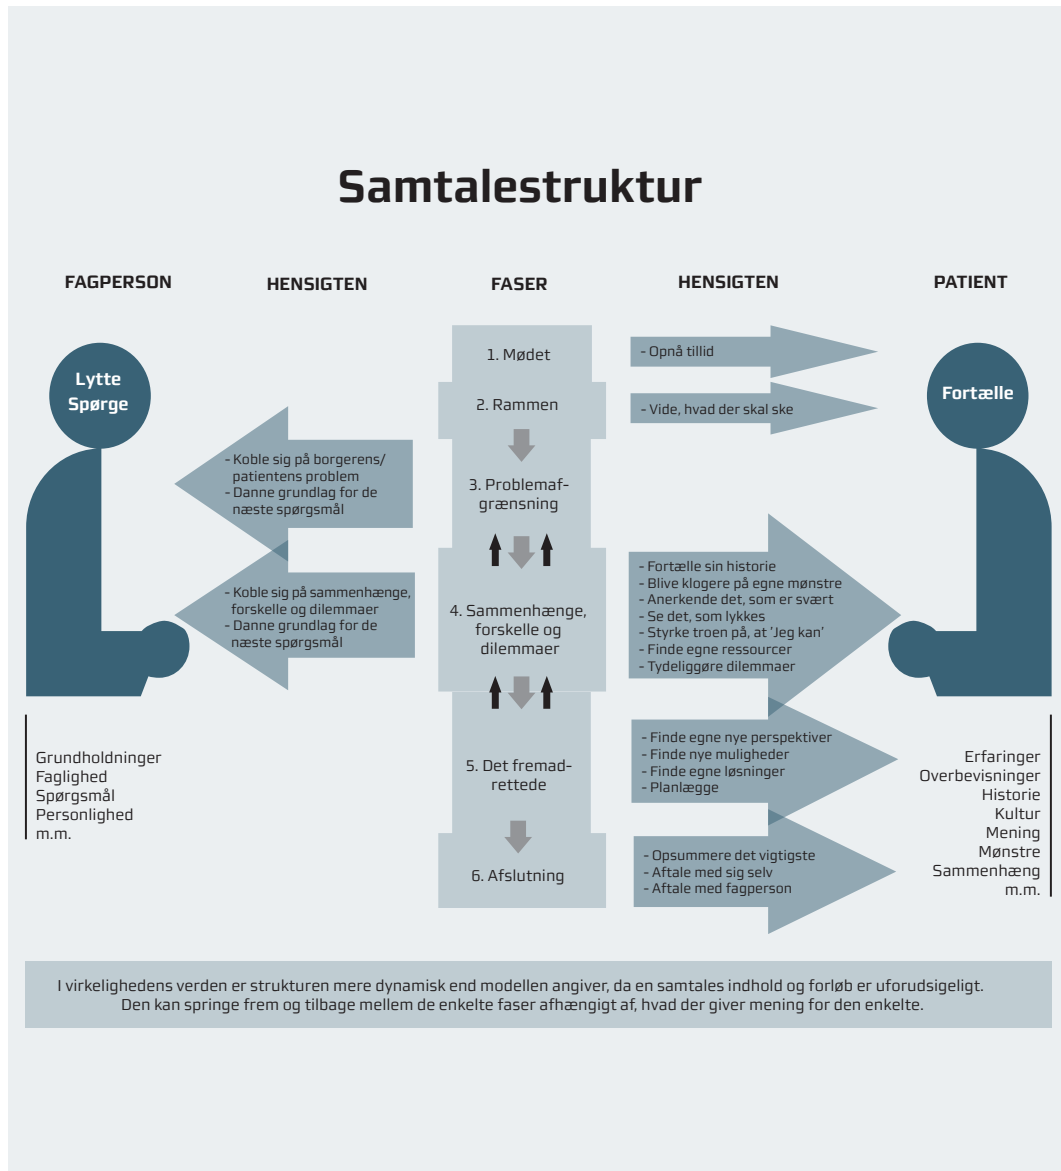 Samtalestruktur
FAGPERSON
HENSIGTEN
FASER
HENSIGTEN
PATIENT
Lytte
Spørge
Fortælle
1. Mødet
- Opnå tillid
2. Rammen
- Vide, hvad der skal ske
- Koble sig på borgerens/
patientens problem
- Danne grundlag for de
næste spørgsmål
3. Problemaf-
grænsning
- Koble sig på sammenhænge,
forskelle og dilemmaer
- Danne grundlag for de
næste spørgsmål
4. Sammenhænge,
forskelle og
dilemmaer
- Fortælle sin historie
- Blive klogere på egne mønstre
- Anerkende det, som er svært
- Se det, som lykkes
- Styrke troen på, at ‘Jeg kan’
- Finde egne ressourcer
- Tydeliggøre dilemmaer
5. Det fremad-
rettede
- Finde egne nye perspektiver
- Finde nye muligheder
- Finde egne løsninger
- Planlægge
6. Afslutning
- Opsummere det vigtigste
- Aftale med sig selv
- Aftale med fagperson
Grundholdninger
Faglighed
Spørgsmål
Personlighed
m.m.
Erfaringer
Overbevisninger
Historie
Kultur
Mening
Mønstre
Sammenhæng
m.m.
I virkelighedens verden er strukturen mere dynamisk end modellen angiver, da en samtales indhold og forløb er uforudsigeligt.
Den kan springe frem og tilbage mellem de enkelte faser afhængigt af, hvad der giver mening for den enkelte.